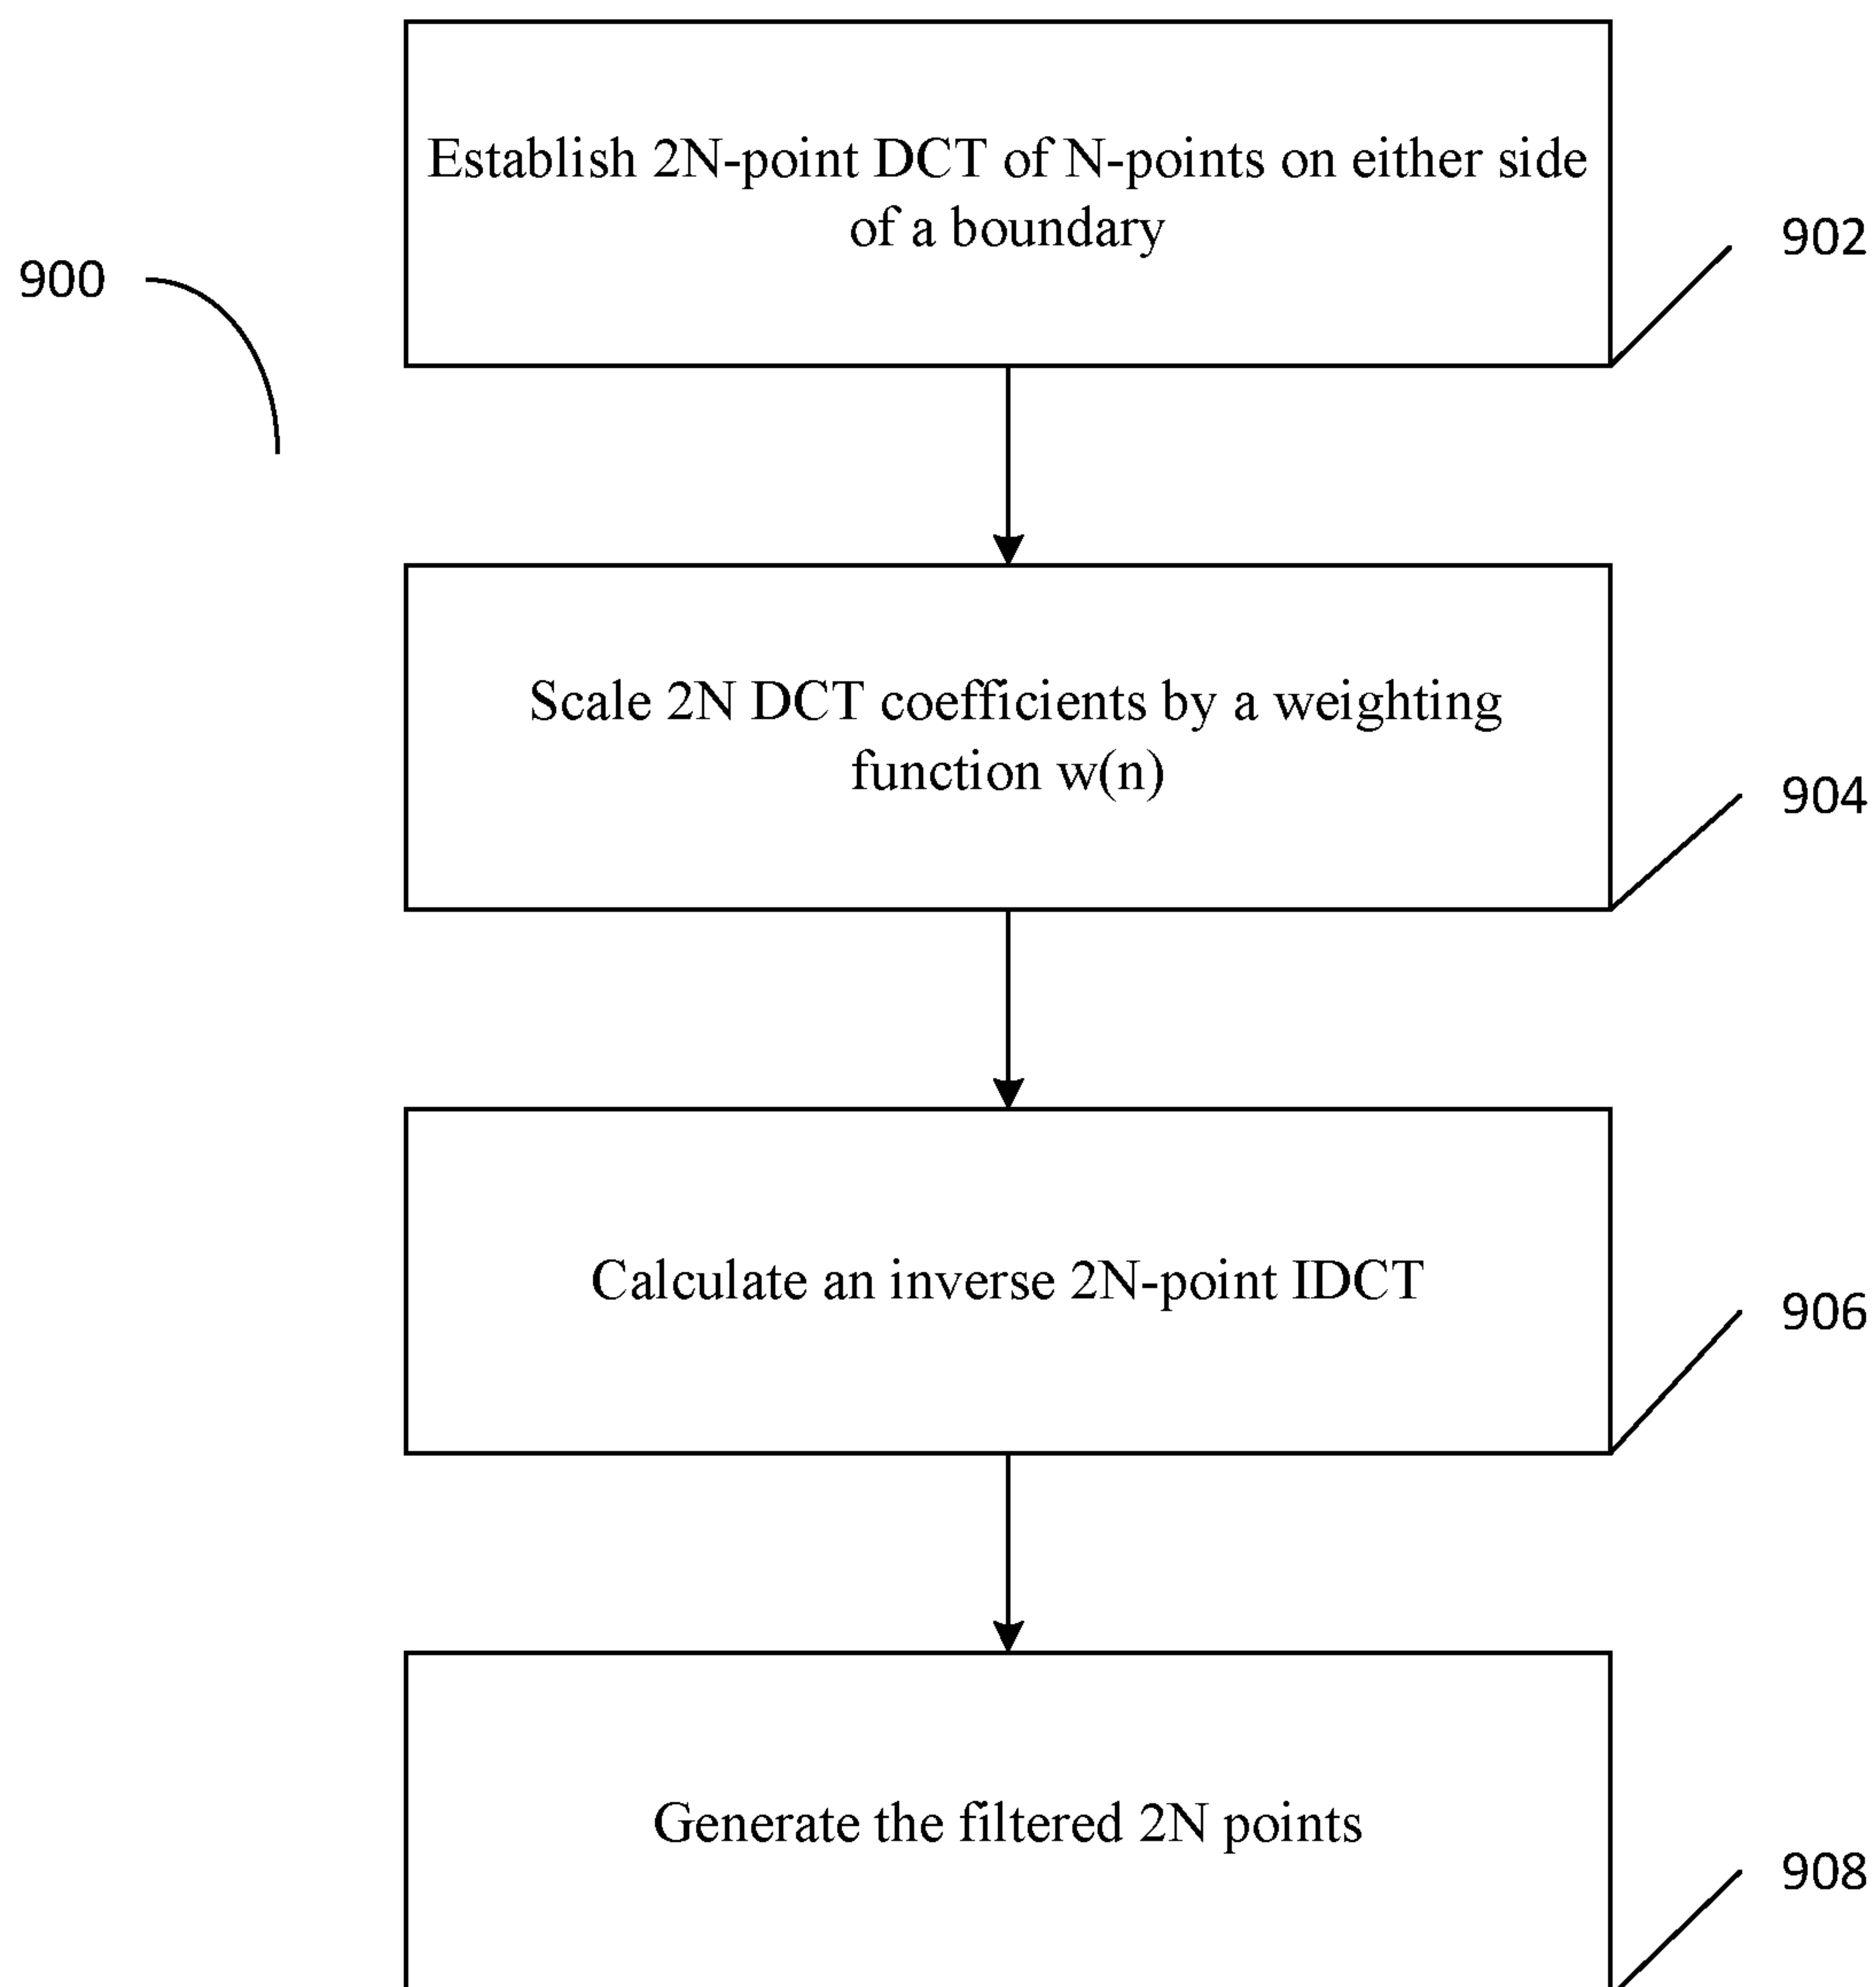 Establish 2N-point DCT of N-points on either side
of a boundary
902
900
Scale 2N DCT coefficients by a weighting
function w(n)
904
Calculate an inverse 2N-point IDCT
906
Generate the filtered 2N points
908